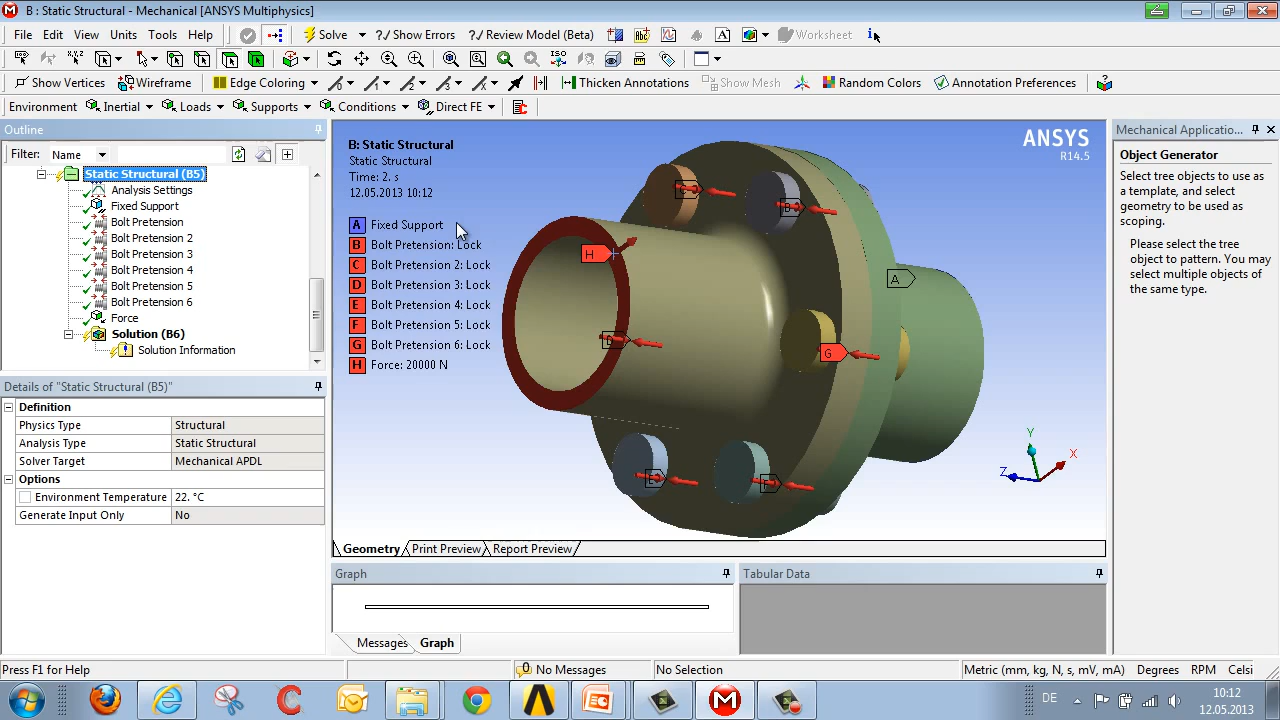 B : Static Structural - Mechanical [ANSYS Multiphysics]
File Edit View Units Tools Help Solve ?/ Show Errors ?/ Review Model (Beta) A Worksheet i
Show Vertices Wireframe Edge Coloring Thicken Annotations Show Mesh Random Colors Annotation Preferences
Environment Inertial Loads Supports Conditions Direct FE
Outline
Filter: Name
Static Structural (B5)
Analysis Settings
Fixed Support
Bolt Pretension
Bolt Pretension 2
Bolt Pretension 3
Bolt Pretension 4
Bolt Pretension 5
Bolt Pretension 6
Force
Solution (B6)
Solution Information
Details of "Static Structural (B5)"
Definition
Physics Type Structural
Analysis Type Static Structural
Solver Target Mechanical APDL
Options
Environment Temperature 22. °C
Generate Input Only No
B: Static Structural
Static Structural
Time: 2. s
12.05.2013 10:12
A Fixed Support
B Bolt Pretension: Lock
C Bolt Pretension 2: Lock
D Bolt Pretension 3: Lock
E Bolt Pretension 4: Lock
F Bolt Pretension 5: Lock
G Bolt Pretension 6: Lock
H Force: 20000 N
ANSYS
R14.5
H
A
G
Y
X
Z
Geometry Print Preview Report Preview
Graph
Messages Graph
Tabular Data
Mechanical Applicatio...
Object Generator
Select tree objects to use as
a template, and select
geometry to be used as
scoping.
Please select the tree
object to pattern. You may
select multiple objects of
the same type.
Press F1 for Help 0 No Messages No Selection Metric (mm, kg, N, s, mV, mA) Degrees RPM Celsi
DE 10:12
12.05.2013